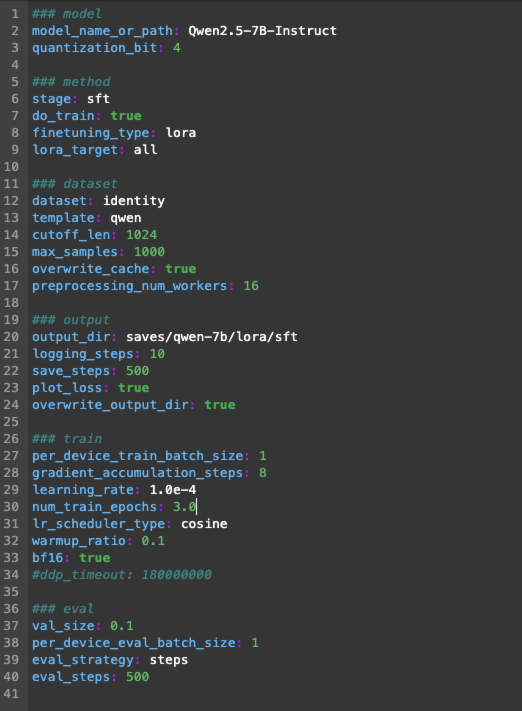 1 ### model
2 model_name_or_path: Qwen2.5-7B-Instruct
3 quantization_bit: 4
4
5 ### method
6 stage: sft
7 do_train: true
8 finetuning_type: lora
9 lora_target: all
10
11 ### dataset
12 dataset: identity
13 template: qwen
14 cutoff_len: 1024
15 max_samples: 1000
16 overwrite_cache: true
17 preprocessing_num_workers: 16
18
19 ### output
20 output_dir: saves/qwen-7b/lora/sft
21 logging_steps: 10
22 save_steps: 500
23 plot_loss: true
24 overwrite_output_dir: true
25
26 ### train
27 per_device_train_batch_size: 1
28 gradient_accumulation_steps: 8
29 learning_rate: 1.0e-4
30 num_train_epochs: 3.0
31 lr_scheduler_type: cosine
32 warmup_ratio: 0.1
33 bf16: true
34 #ddp_timeout: 180000000
35
36 ### eval
37 val_size: 0.1
38 per_device_eval_batch_size: 1
39 eval_strategy: steps
40 eval_steps: 500
41